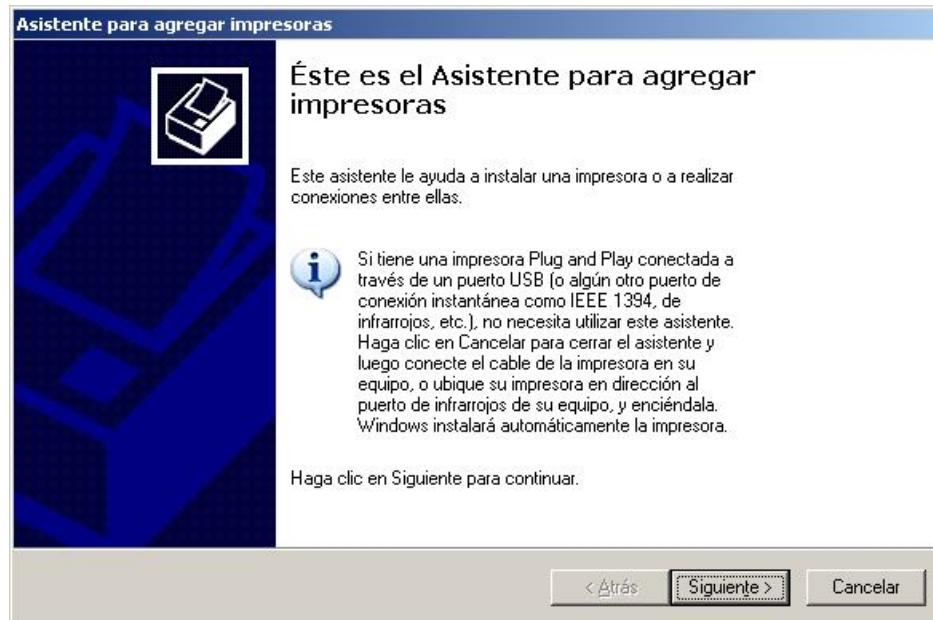 Asistente para agregar impresoras
Éste es el Asistente para agregar
impresoras
Este asistente le ayuda a instalar una impresora o a realizar
conexiones entre ellas.
Si tiene una impresora Plug and Play conectada a
través de un puerto USB (o algún otro puerto de
conexión instantánea como IEEE 1394, de
infrarrojos, etc.), no necesita utilizar este asistente.
Haga clic en Cancelar para cerrar el asistente y
luego conecte el cable de la impresora en su
equipo, o ubique su impresora en dirección al
puerto de infrarrojos de su equipo, y enciéndala.
Windows instalará automáticamente la impresora.
Haga clic en Siguiente para continuar.
< Atrás Siguiente > Cancelar